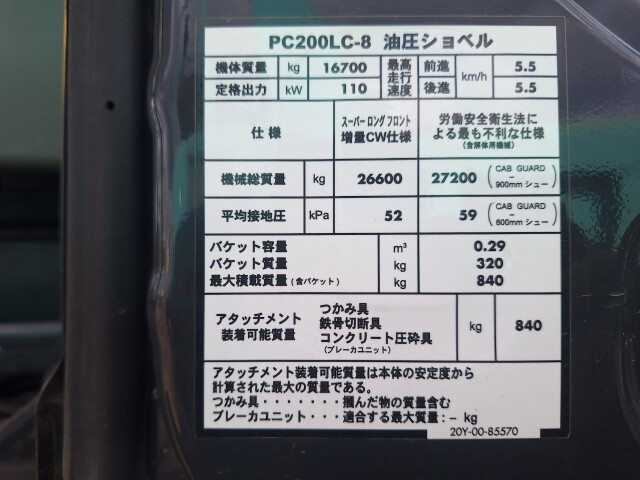 PC200LC-8 油圧ショベル
機体質量 kg 16700 最高走行速度 前進 km/h 5.5
定格出力 kW 110 後進 5.5
仕様 スーパー ロング フロント 増量CW仕様 労働安全衛生法に よる最も不利な仕様 (含解体用機械)
機械総質量 kg 26600 27200 (CAB GUARD - 900mm シュー)
平均接地圧 kPa 52 59 (CAB GUARD - 600mm シュー)
バケット容量 m³ 0.29
バケット質量 kg 320
最大積載質量 (含バケット) kg 840
アタッチメント 装着可能質量 つかみ具 鉄骨切断具 コンクリート圧砕具 (ブレーカユニット) kg 840
アタッチメント装着可能質量は本体の安定度から
計算された最大の質量である。
つかみ具・・・・・・・掴んだ物の質量含む
ブレーカユニット・・・適合する最大質量:- kg
20Y-00-85570